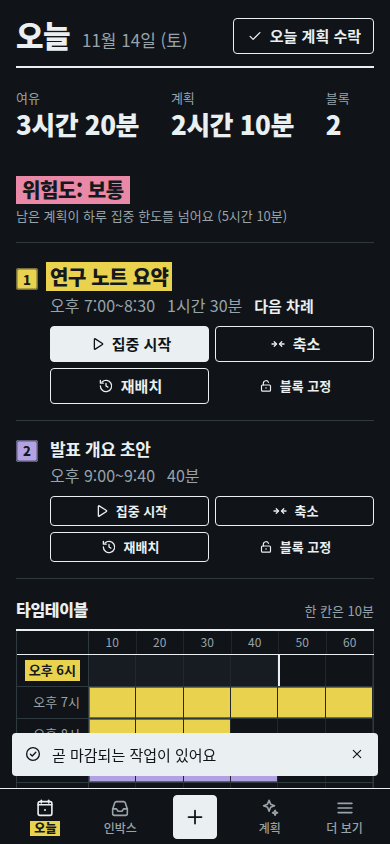 오늘 11월 14일 (토) 오늘 계획 수락
여유 계획 블록
3시간 20분 2시간 10분 2
위험도: 보통
남은 계획이 하루 집중 한도를 넘어요 (5시간 10분)
1 연구 노트 요약
오후 7:00~8:30 1시간 30분 다음 차례
집중 시작 축소
재배치 블록 고정
2 발표 개요 초안
오후 9:00~9:40 40분
집중 시작 축소
재배치 블록 고정
타임테이블 한 칸은 10분
10 20 30 40 50 60
오후 6시
오후 7시
곧 마감되는 작업이 있어요
오늘 인박스 계획 더 보기